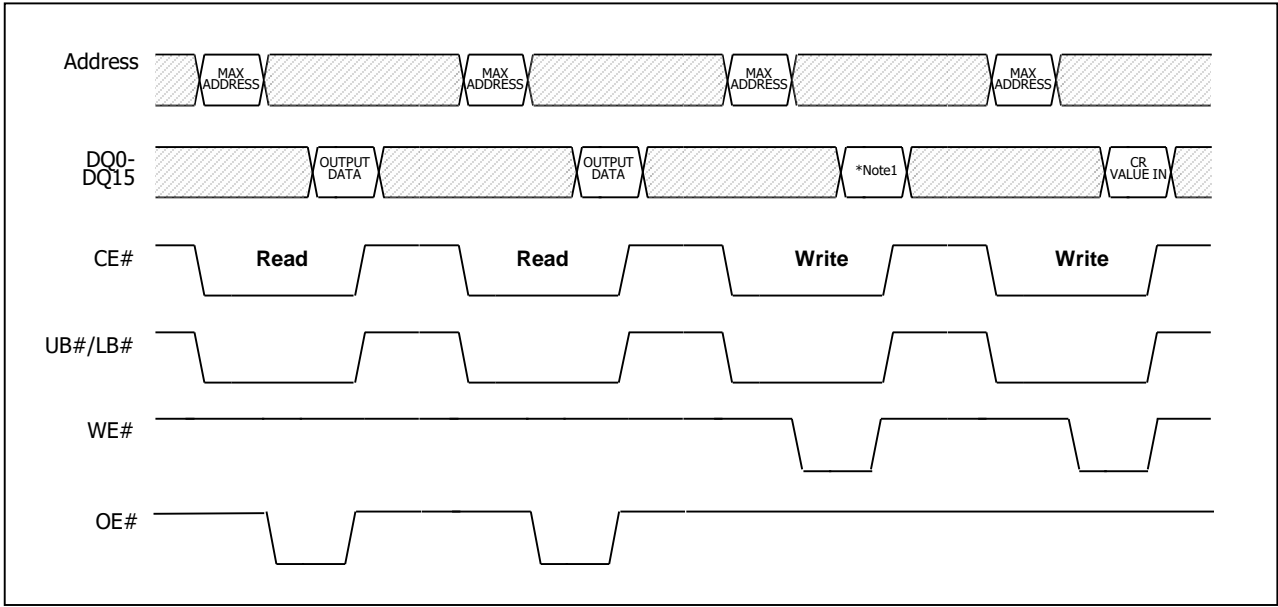 Address
MAX
ADDRESS
MAX
ADDRESS
MAX
ADDRESS
MAX
ADDRESS
DQ0-
DQ15
OUTPUT
DATA
OUTPUT
DATA
*Note1
CR
VALUE IN
CE#
Read
Read
Write
Write
UB#/LB#
WE#
OE#